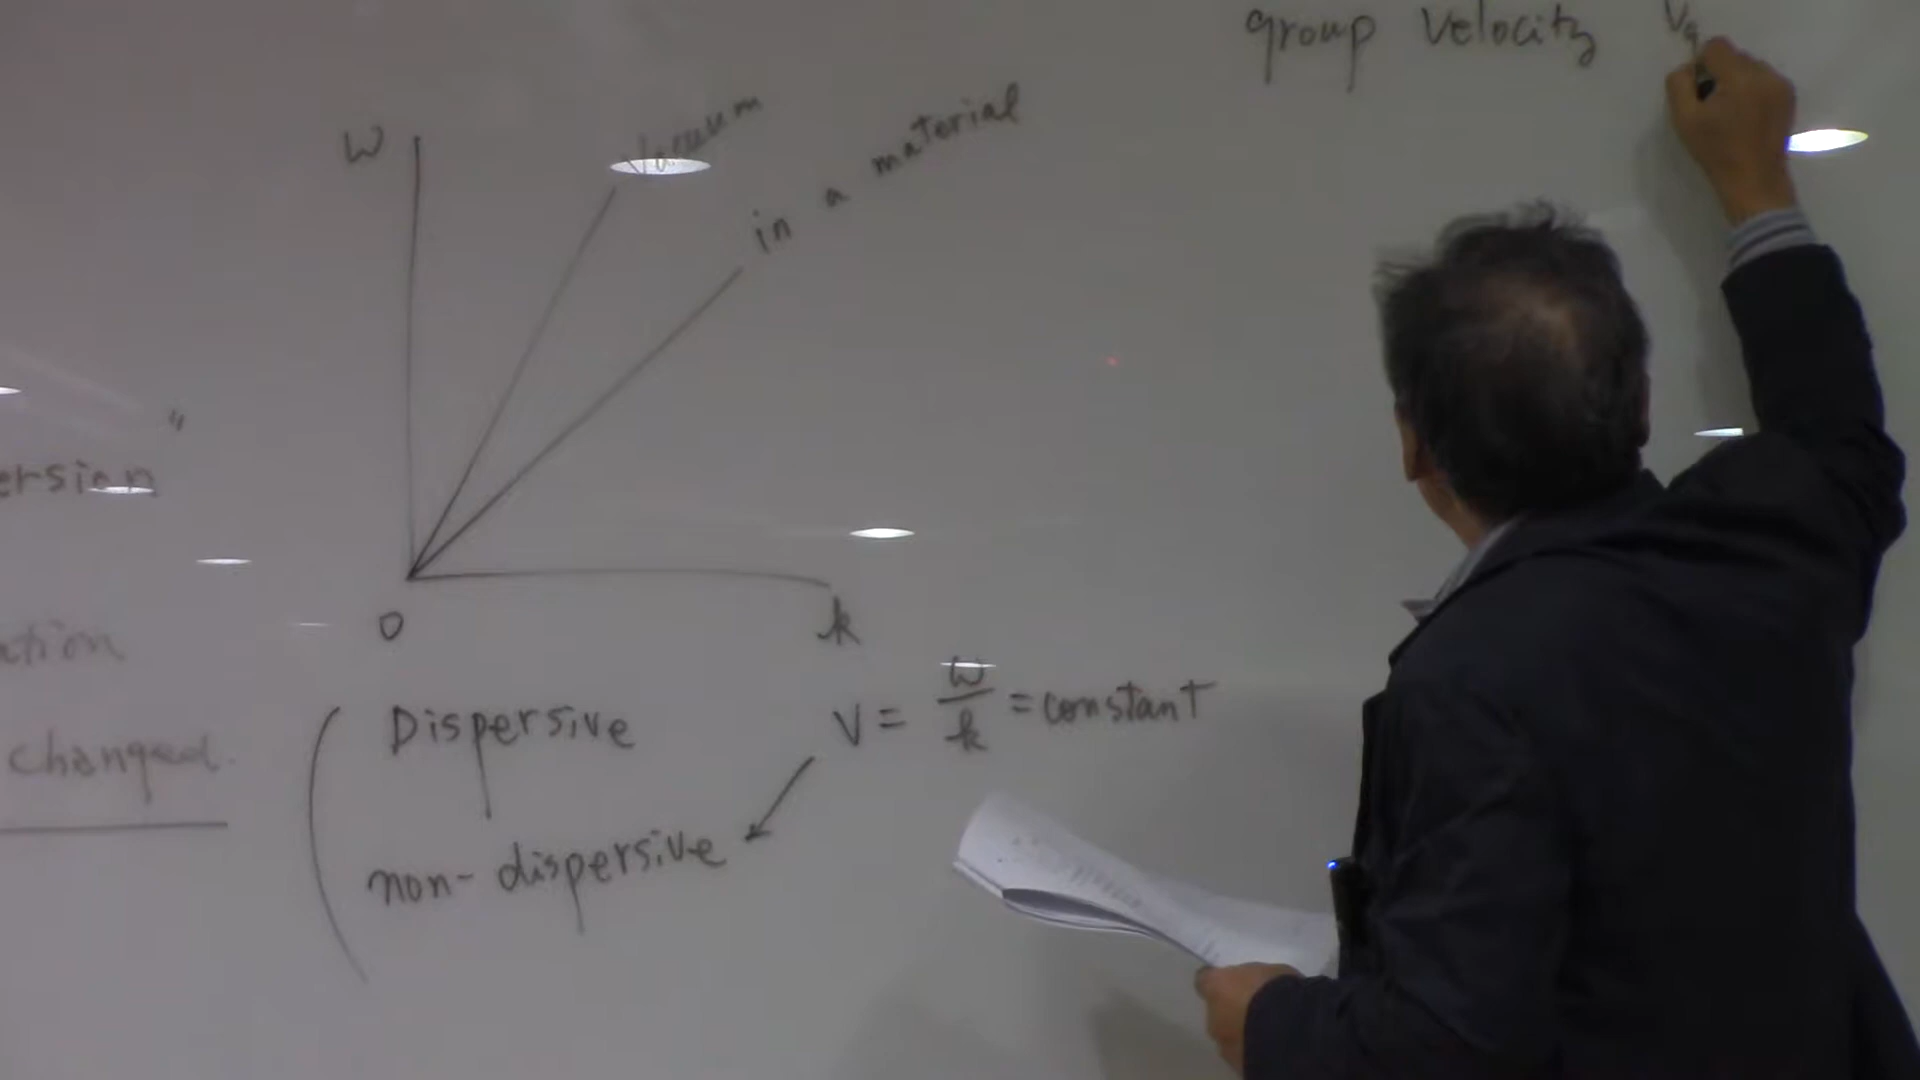 group velocity Vg
ω
Vacuum
in a material
"
ersion
O
k
ation
changed.
Dispersive
V = ω/k = constant
non-dispersive